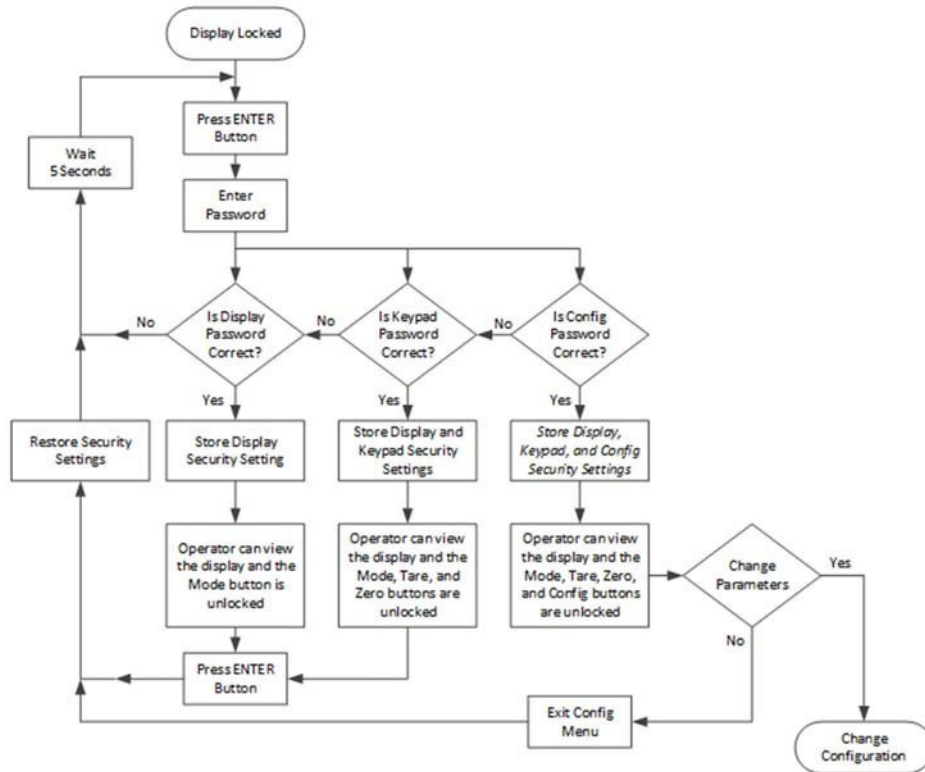 Display Locked
Press ENTER
Button
Wait
5 Seconds
Enter
Password
Is Display
Password
Correct?
No
Is Keypad
Password
Correct?
No
Is Config
Password
Correct?
No
Yes
Yes
Yes
Restore Security
Settings
Store Display
Security Setting
Store Display and
Keypad Security
Settings
Store Display,
Keypad, and Config
Security Settings
Operator can view
the display and the
Mode button is
unlocked
Operator can view
the display and the
Mode, Tare, and
Zero buttons are
unlocked
Operator can view
the display and the
Mode, Tare, Zero,
and Config buttons
are unlocked
Change
Parameters
Yes
No
Press ENTER
Button
Exit Config
Menu
Change
Configuration